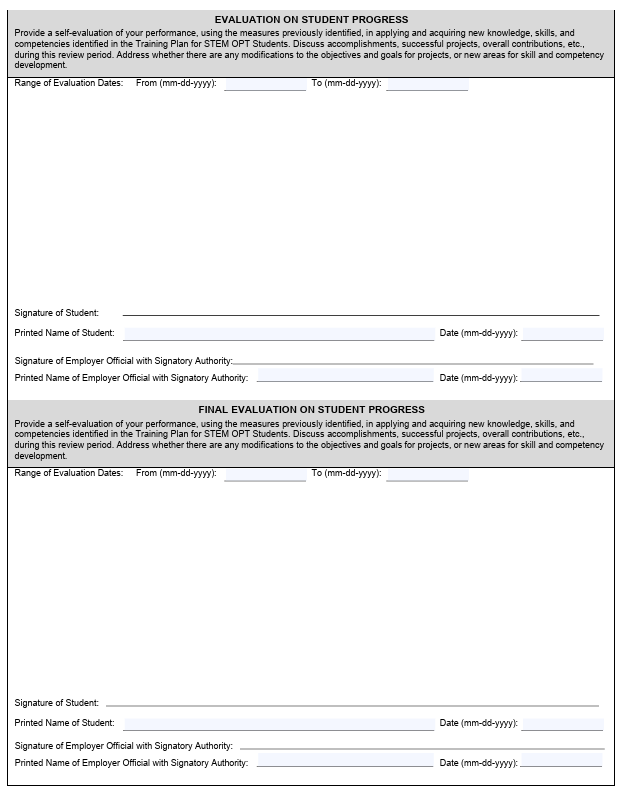 EVALUATION ON STUDENT PROGRESS
Provide a self-evaluation of your performance, using the measures previously identified, in applying and acquiring new knowledge, skills, and
competencies identified in the Training Plan for STEM OPT Students. Discuss accomplishments, successful projects, overall contributions, etc.,
during this review period. Address whether there are any modifications to the objectives and goals for projects, or new areas for skill and competency
development.
Range of Evaluation Dates: From (mm-dd-yyyy): To (mm-dd-yyyy):
Signature of Student:
Printed Name of Student: Date (mm-dd-yyyy):
Signature of Employer Official with Signatory Authority:
Printed Name of Employer Official with Signatory Authority: Date (mm-dd-yyyy):
FINAL EVALUATION ON STUDENT PROGRESS
Provide a self-evaluation of your performance, using the measures previously identified, in applying and acquiring new knowledge, skills, and
competencies identified in the Training Plan for STEM OPT Students. Discuss accomplishments, successful projects, overall contributions, etc.,
during this review period. Address whether there are any modifications to the objectives and goals for projects, or new areas for skill and competency
development.
Range of Evaluation Dates: From (mm-dd-yyyy): To (mm-dd-yyyy):
Signature of Student:
Printed Name of Student: Date (mm-dd-yyyy):
Signature of Employer Official with Signatory Authority:
Printed Name of Employer Official with Signatory Authority: Date (mm-dd-yyyy):